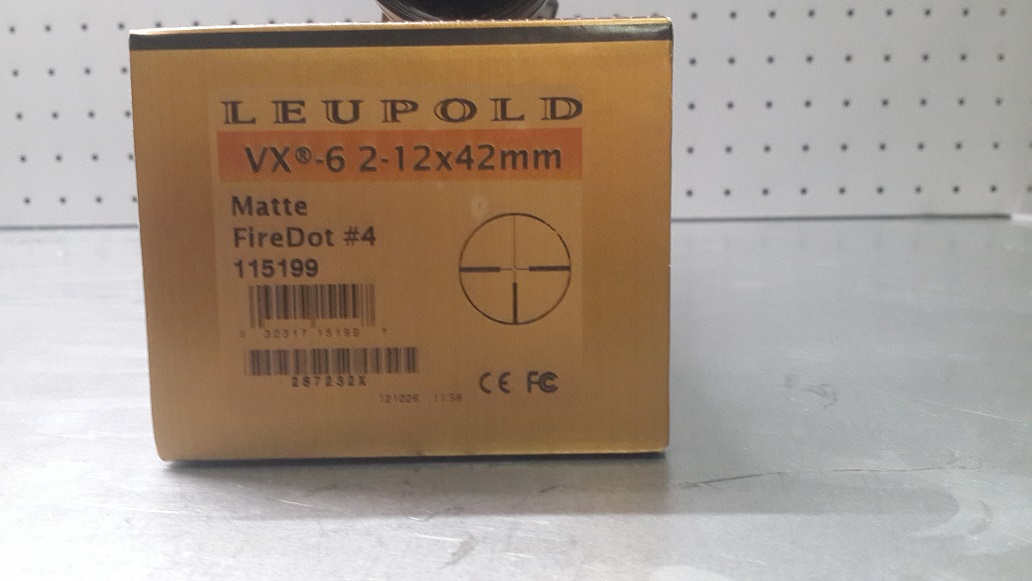 LEUPOLD
VX®-6 2-12x42mm
Matte
FireDot #4
115199
0 30317 15199 7
287232X
121026 11:56
CE FC